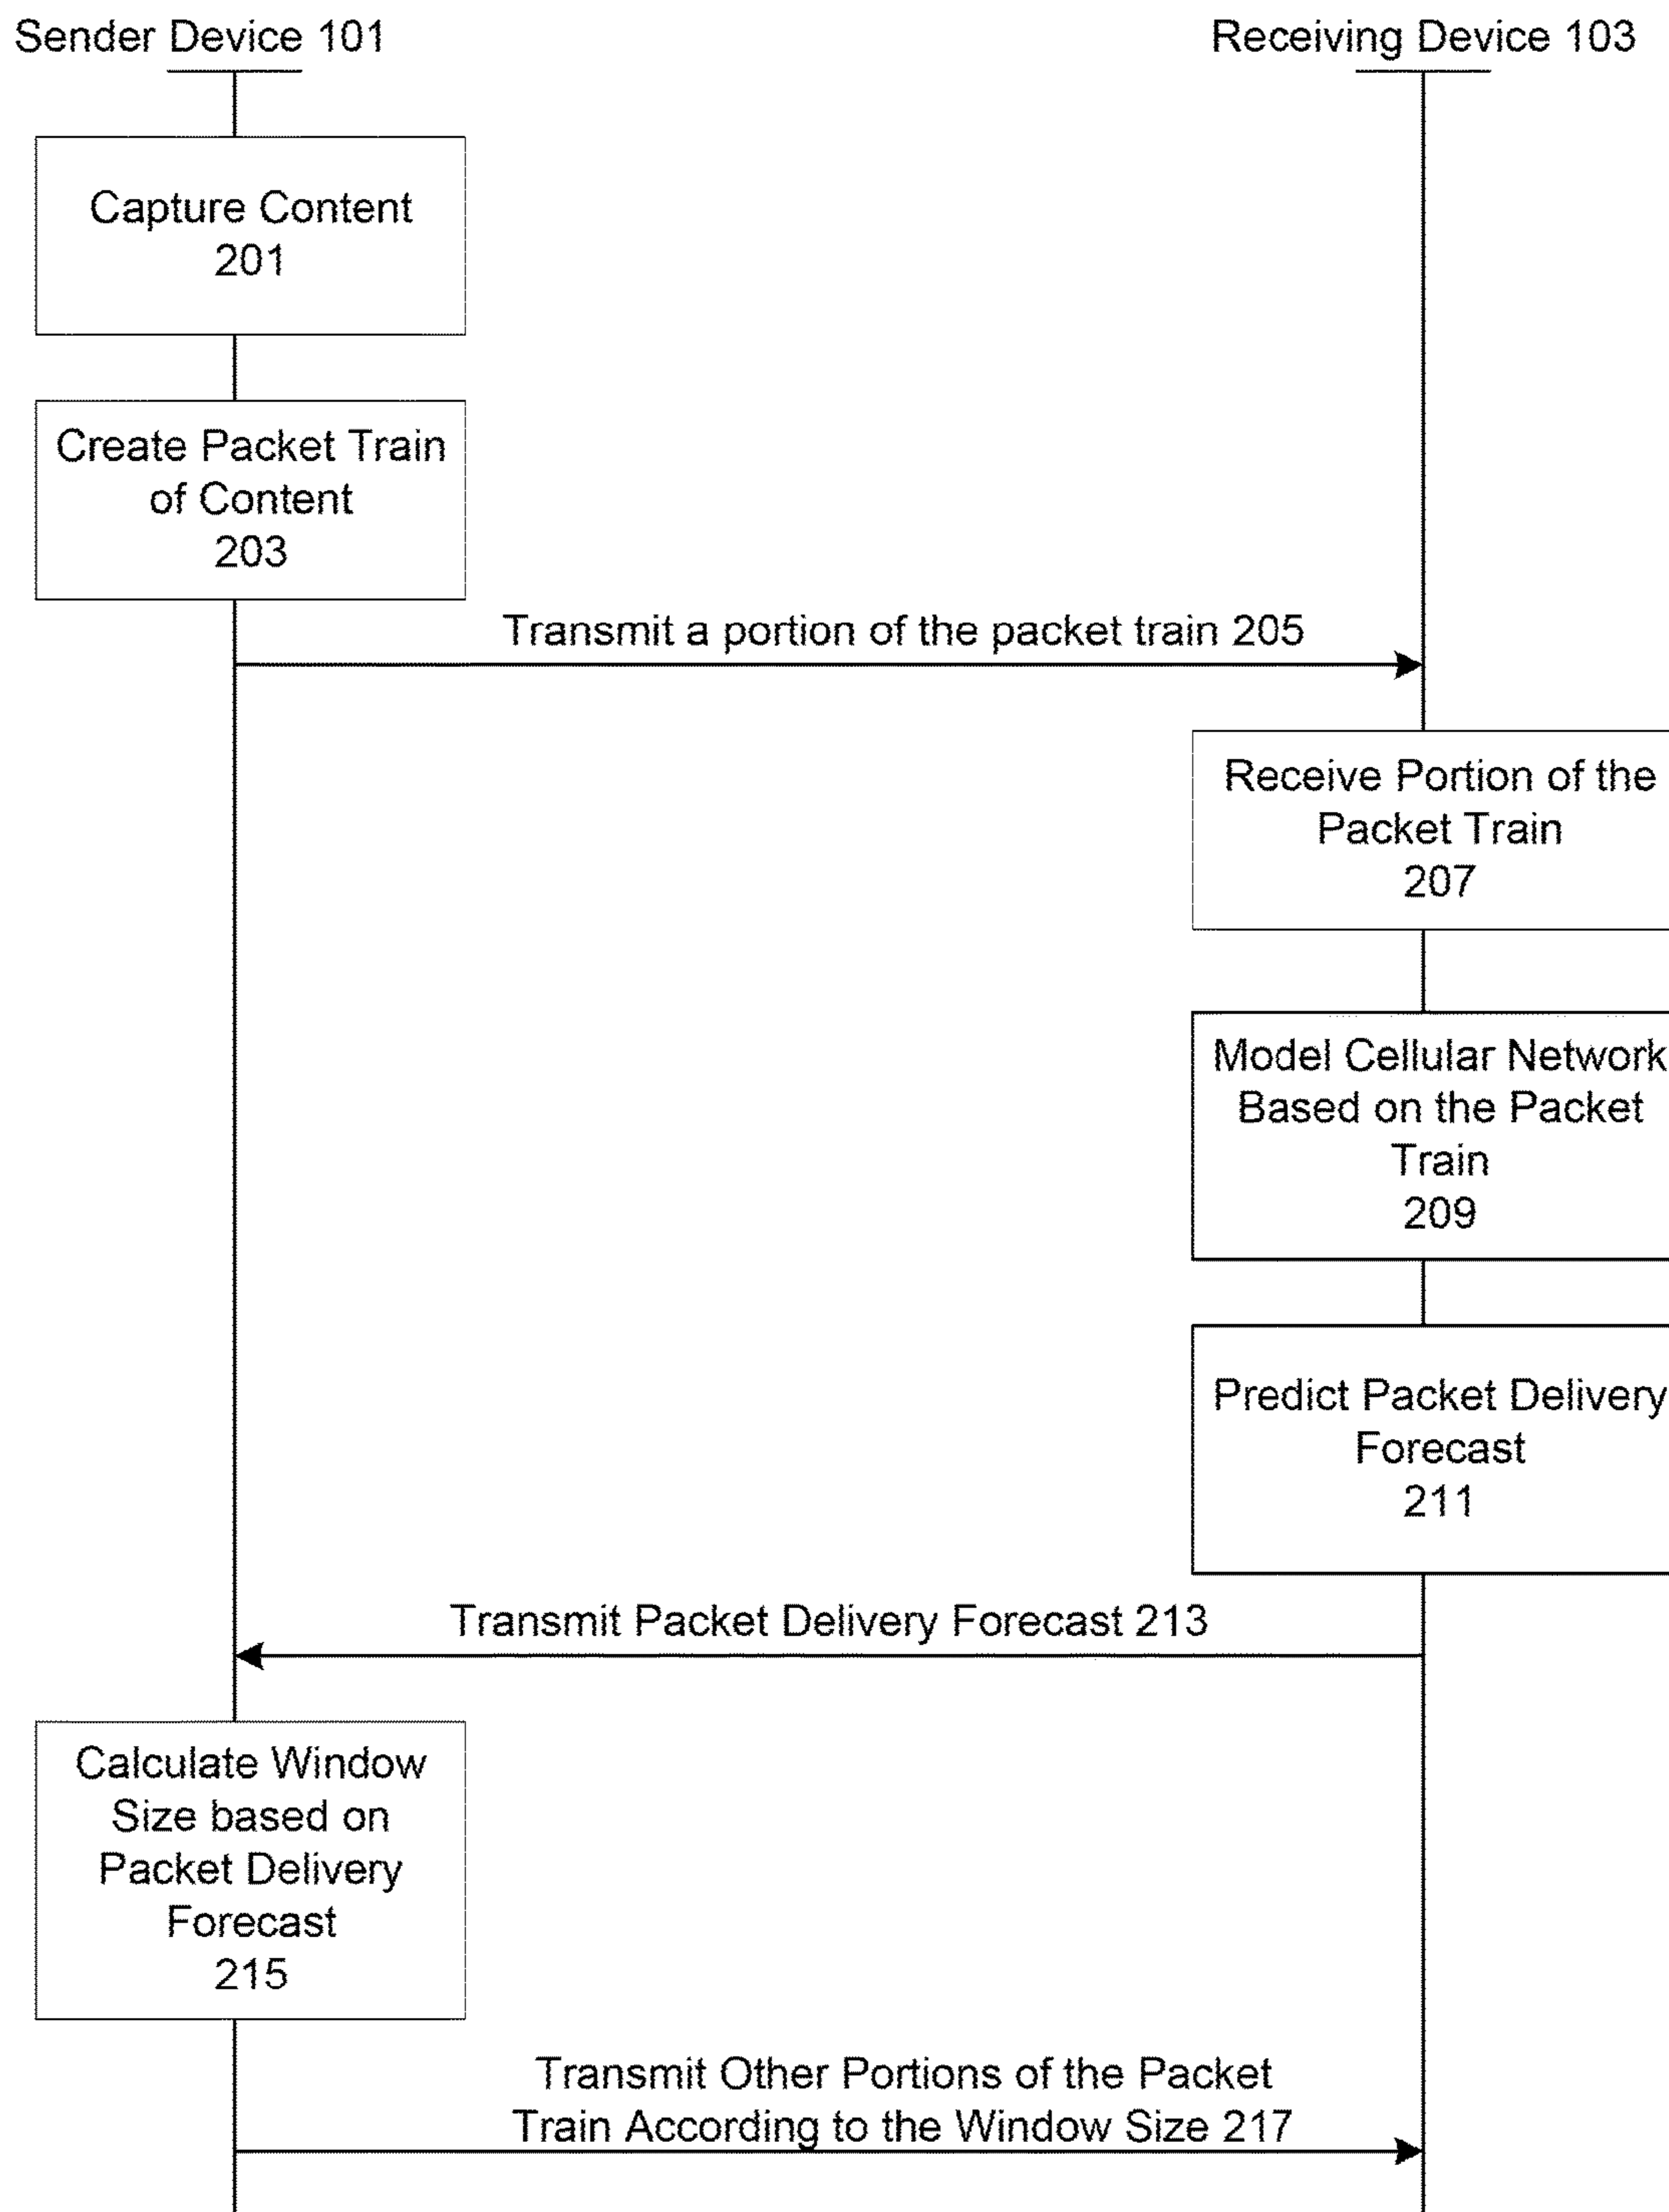 Sender Device 101
Receiving Device 103
Capture Content
201
Create Packet Train
of Content
203
Transmit a portion of the packet train 205
Receive Portion of the
Packet Train
207
Model Cellular Network
Based on the Packet
Train
209
Predict Packet Delivery
Forecast
211
Transmit Packet Delivery Forecast 213
Calculate Window
Size based on
Packet Delivery
Forecast
215
Transmit Other Portions of the Packet
Train According to the Window Size 217